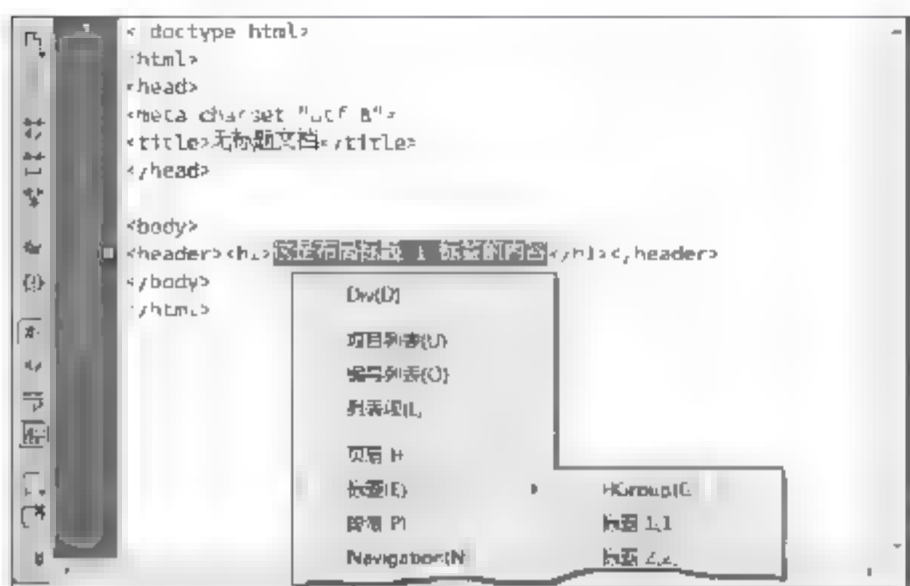 < doctype html>
<html>
<head>
<meta charset "utf 8">
<title>无标题文档</title>
</head>
<body>
<header><h1>这是布局标题 1 标签的内容</h1></header>
</body>
</html>
Div(D)
项目列表(U)
编号列表(O)
列表项(L
页眉 H
标题(E)
段落 P)
Navigation(N
HGroup(G
标题 1,1
标题 2,2